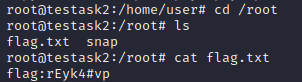 root@testask2:/home/user# cd /root
root@testask2:/root# ls
flag.txt  snap
root@testask2:/root# cat flag.txt
flag:rEyk4#vp